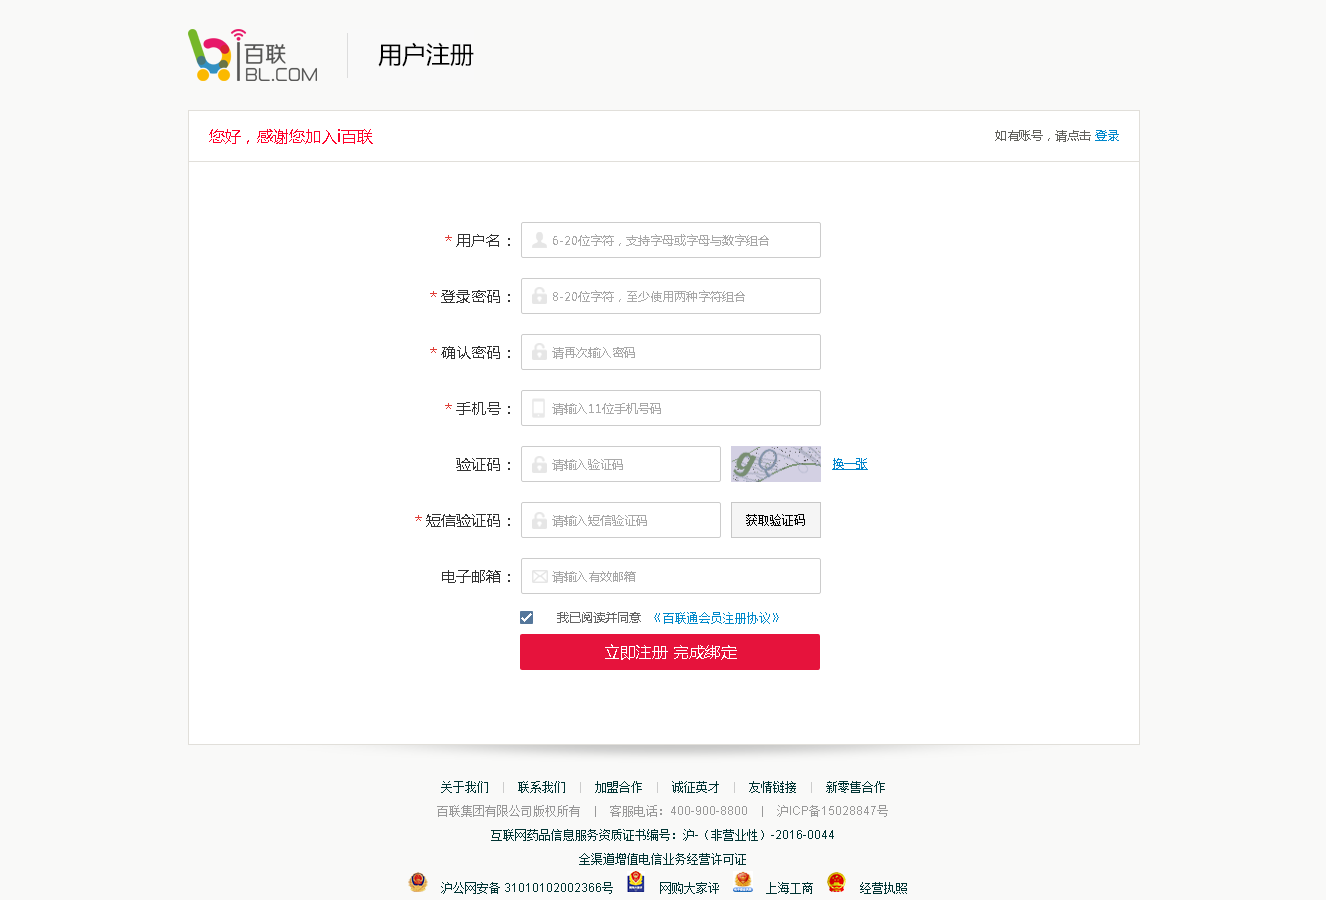 百联
BL.COM
用户注册
您好，感谢您加入i百联
如有账号，请点击 登录
* 用户名： 6-20位字符，支持字母或字母与数字组合
* 登录密码： 8-20位字符，至少使用两种字符组合
* 确认密码： 请再次输入密码
* 手机号： 请输入11位手机号码
验证码： 请输入验证码 gQ 换一张
* 短信验证码： 请输入短信验证码 获取验证码
电子邮箱： 请输入有效邮箱
我已阅读并同意 《百联通会员注册协议》
立即注册 完成绑定
关于我们 | 联系我们 | 加盟合作 | 诚征英才 | 友情链接 | 新零售合作
百联集团有限公司版权所有 | 客服电话：400-900-8800 | 沪ICP备15028847号
互联网药品信息服务资质证书编号：沪-（非营业性）-2016-0044
全渠道增值电信业务经营许可证
沪公网安备 31010102002366号 网购大家评 上海工商 经营执照